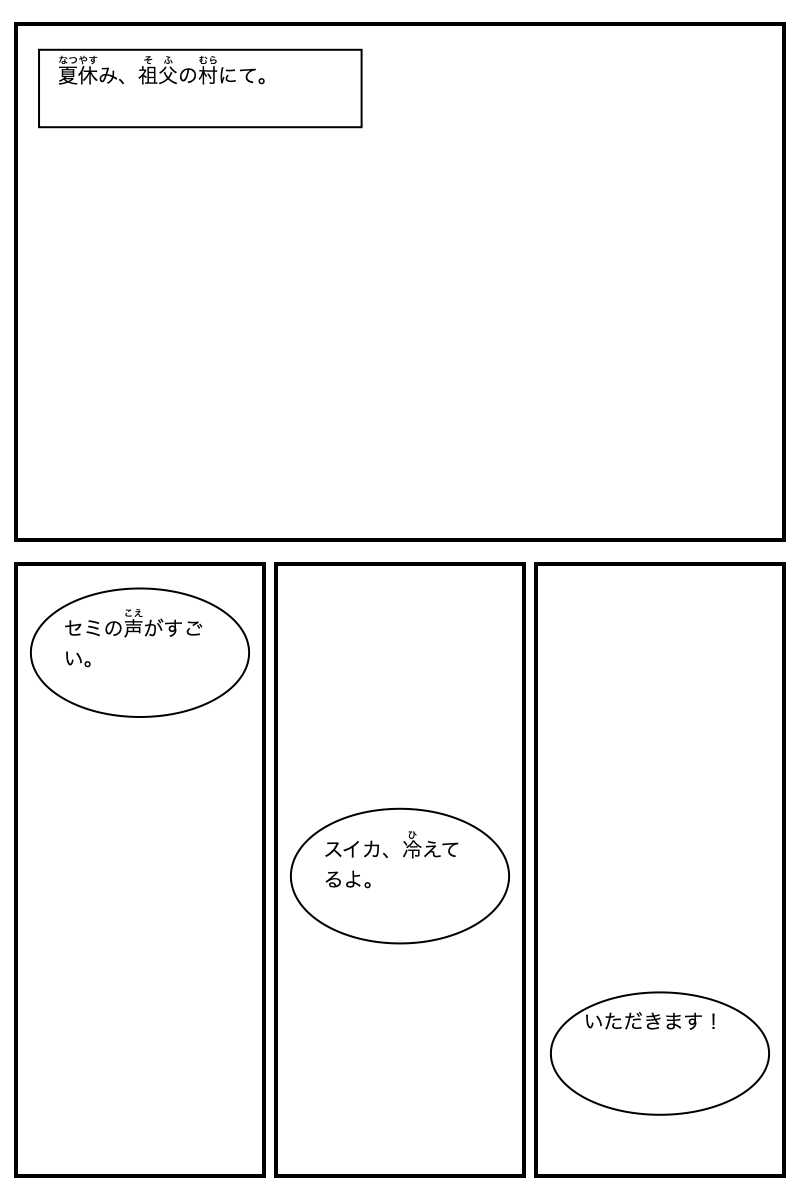 夏休み、祖父の村にて。
セミの声がすご
い。
スイカ、冷えて
るよ。
いただきます！